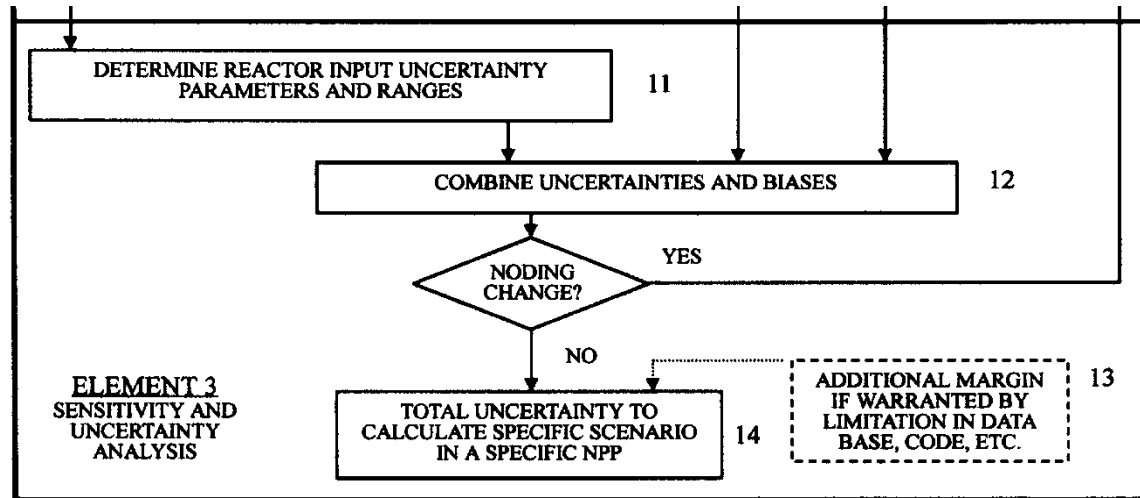 DETERMINE REACTOR INPUT UNCERTAINTY
PARAMETERS AND RANGES
11
COMBINE UNCERTAINTIES AND BIASES
12
NODING
CHANGE?
YES
NO
ELEMENT 3
SENSITIVITY AND
UNCERTAINTY
ANALYSIS
TOTAL UNCERTAINTY TO
CALCULATE SPECIFIC SCENARIO
IN A SPECIFIC NPP
14
ADDITIONAL MARGIN
IF WARRANTED BY
LIMITATION IN DATA
BASE, CODE, ETC.
13